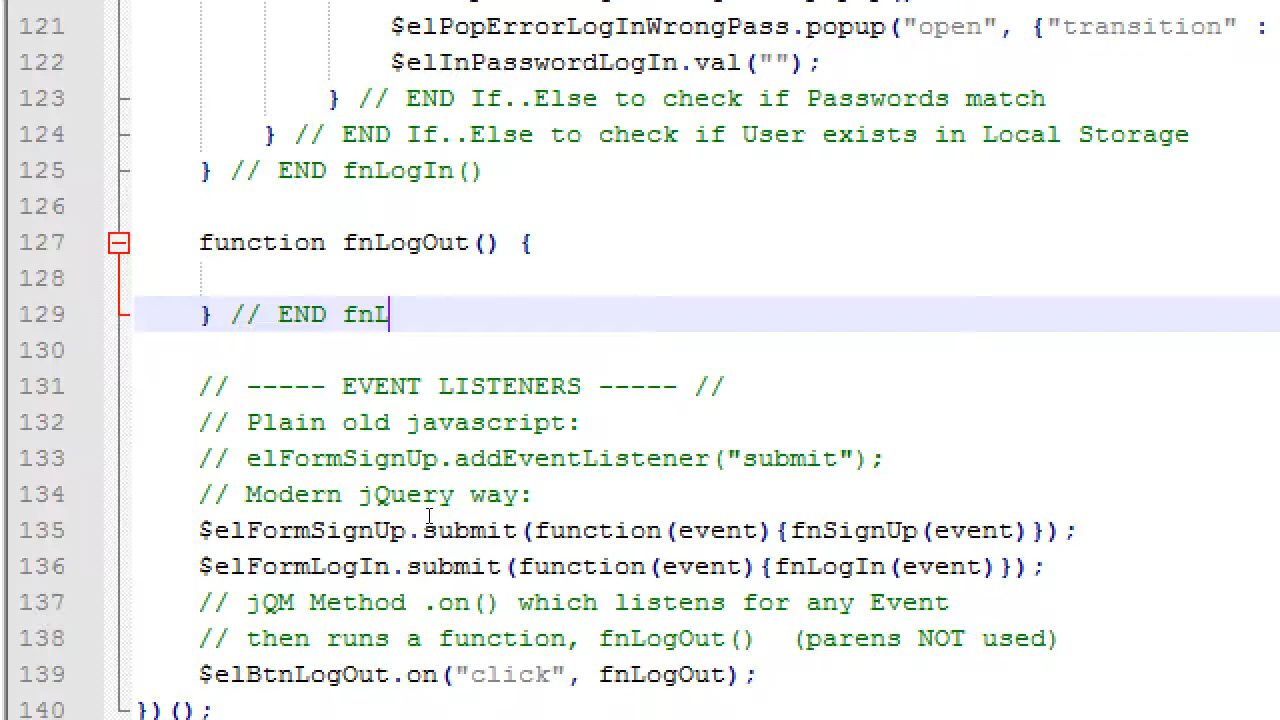 121 $elPopErrorLogInWrongPass.popup("open", {"transition" :
122 $elInPasswordLogIn.val("");
123 } // END If..Else to check if Passwords match
124 } // END If..Else to check if User exists in Local Storage
125 } // END fnLogIn()
126
127 function fnLogOut() {
128
129 } // END fnL
130
131 // ----- EVENT LISTENERS ----- //
132 // Plain old javascript:
133 // elFormSignUp.addEventListener("submit");
134 // Modern jQuery way:
135 $elFormSignUp.submit(function(event){fnSignUp(event)});
136 $elFormLogIn.submit(function(event){fnLogIn(event)});
137 // jQM Method .on() which listens for any Event
138 // then runs a function, fnLogOut()  (parens NOT used)
139 $elBtnLogOut.on("click", fnLogOut);
140 })();